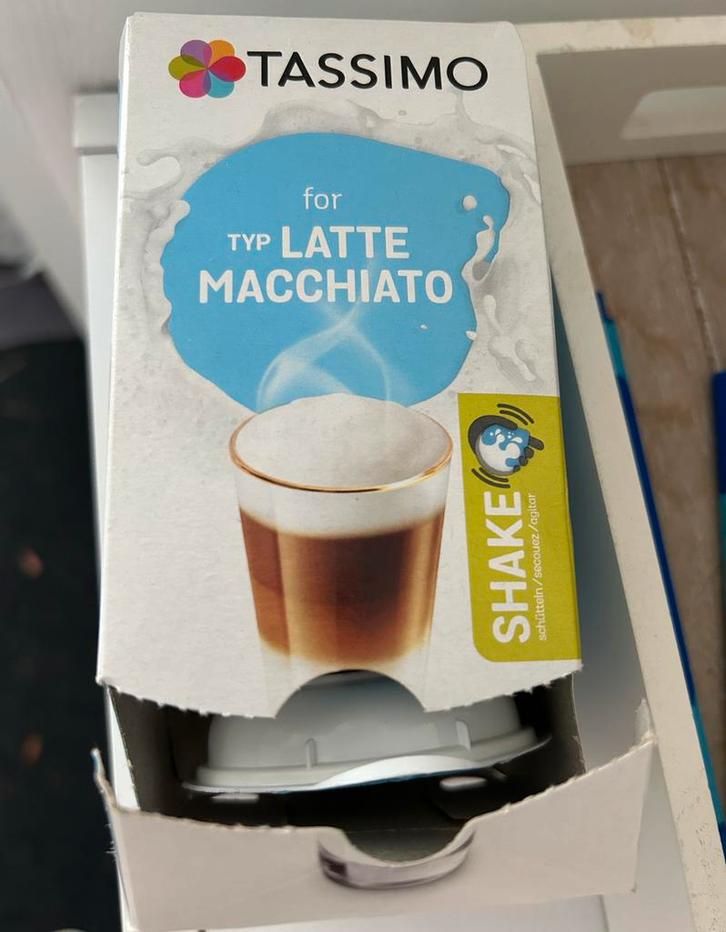 TASSIMO
for
TYP LATTE
MACCHIATO
SHAKE
schütteln/secouez/agitar